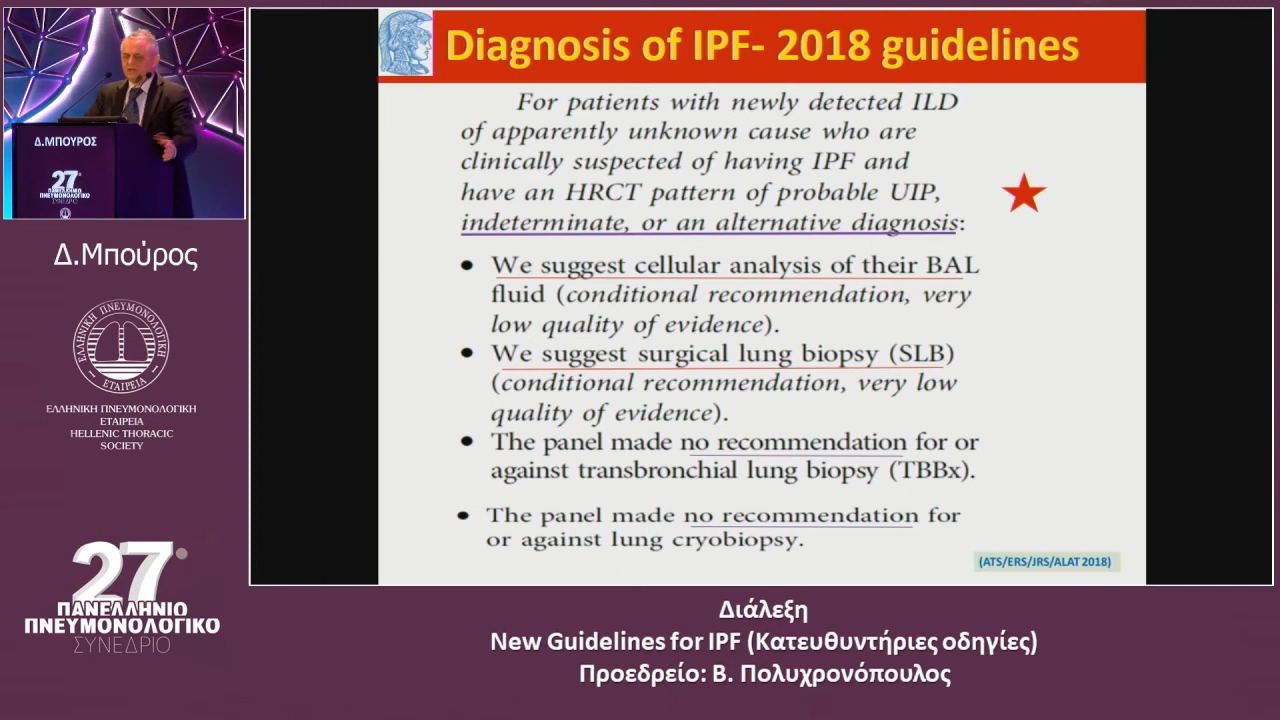 Diagnosis of IPF- 2018 guidelines
For patients with newly detected ILD
of apparently unknown cause who are
clinically suspected of having IPF and
have an HRCT pattern of probable UIP,
indeterminate, or an alternative diagnosis:
• We suggest cellular analysis of their BAL
fluid (conditional recommendation, very
low quality of evidence).
• We suggest surgical lung biopsy (SLB)
(conditional recommendation, very low
quality of evidence).
• The panel made no recommendation for or
against transbronchial lung biopsy (TBBx).
• The panel made no recommendation for
or against lung cryobiopsy.
(ATS/ERS/JRS/ALAT 2018)
Δ.ΜΠΟΥΡΟΣ
27°
ΠΑΝΕΛΛΗΝΙΟ
ΠΝΕΥΜΟΝΟΛΟΓΙΚΟ
ΣΥΝΕΔΡΙΟ
Δ.Μπούρος
ΕΛΛΗΝΙΚΗ ΠΝΕΥΜΟΝΟΛΟΓΙΚΗ
ΕΤΑΙΡΕΙΑ
ΕΛΛΗΝΙΚΗ ΠΝΕΥΜΟΝΟΛΟΓΙΚΗ
ΕΤΑΙΡΕΙΑ
HELLENIC THORACIC
SOCIETY
27°
ΠΑΝΕΛΛΗΝΙΟ
ΠΝΕΥΜΟΝΟΛΟΓΙΚΟ
ΣΥΝΕΔΡΙΟ
Διάλεξη
New Guidelines for IPF (Κατευθυντήριες οδηγίες)
Προεδρείο: Β. Πολυχρονόπουλος